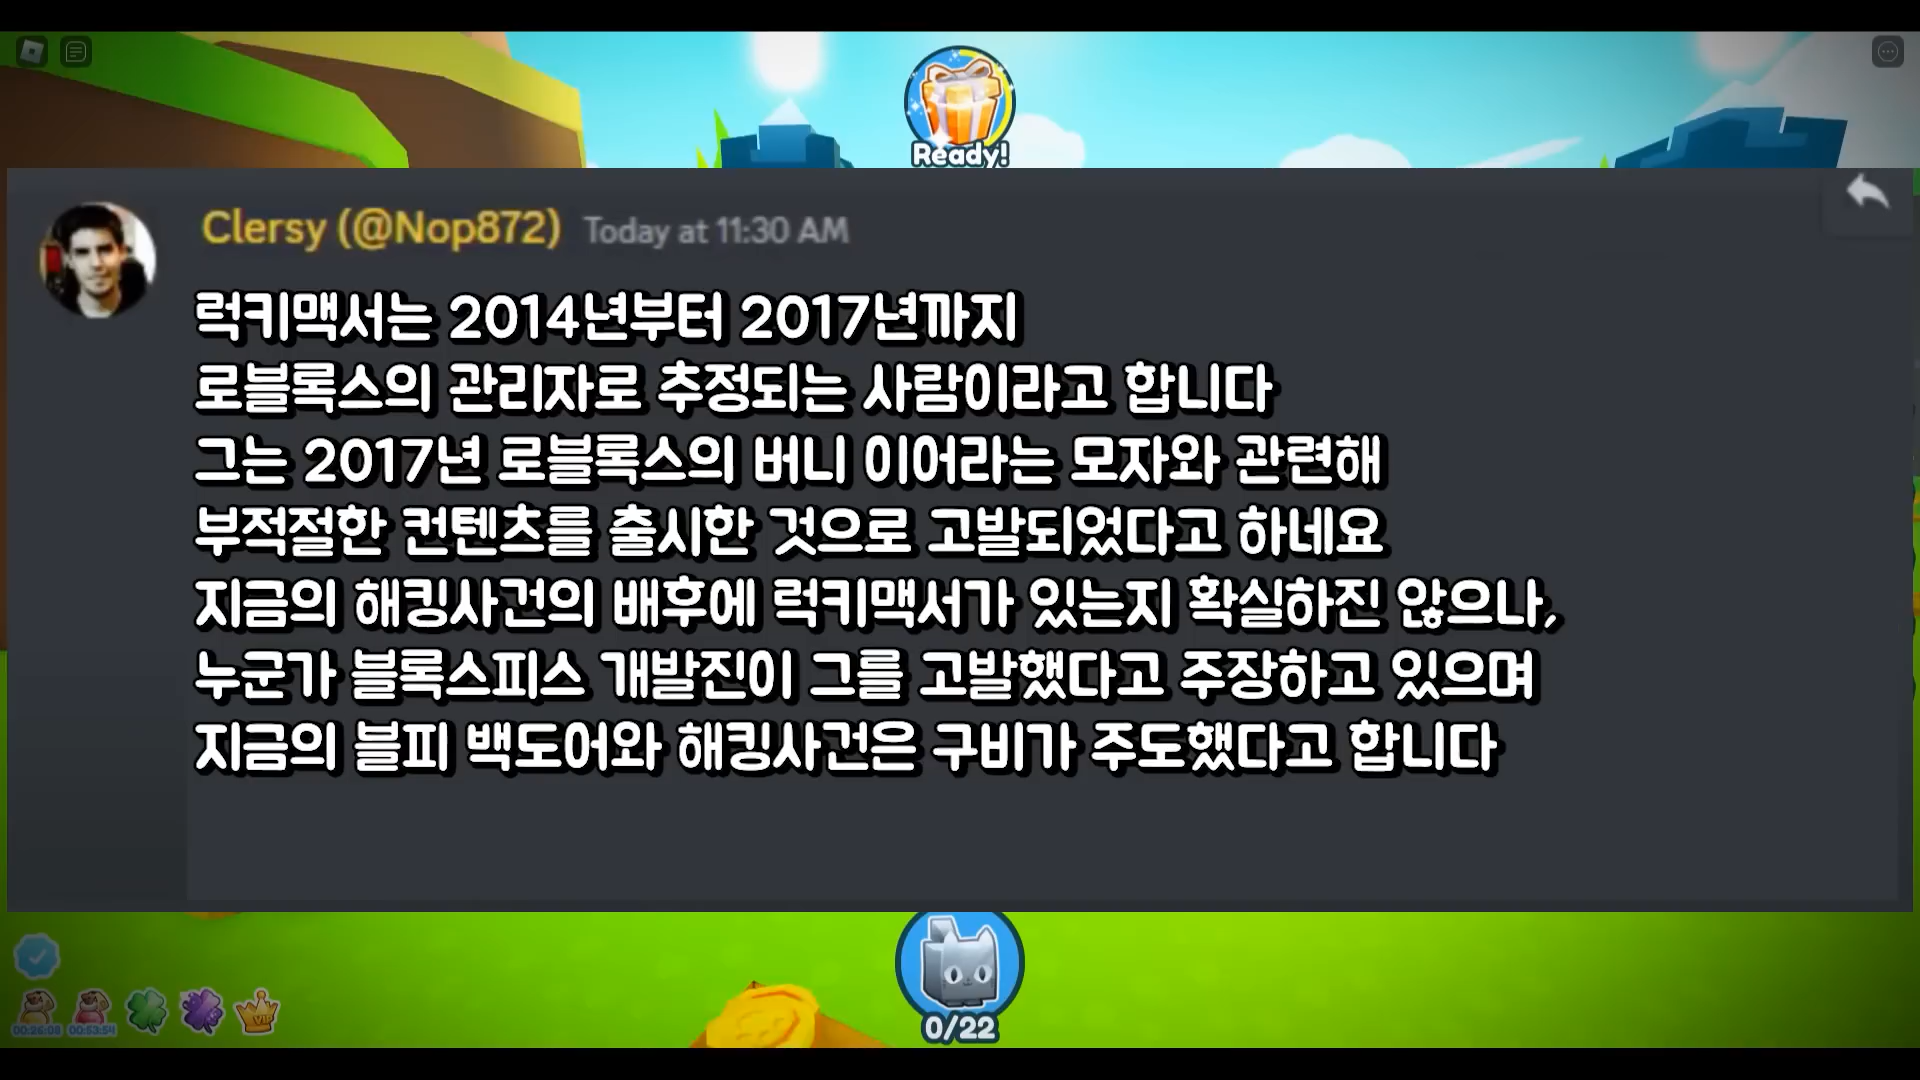 Ready!
Clersy (@Nop872) Today at 11:30 AM
럭키맥서는 2014년부터 2017년까지
로블록스의 관리자로 추정되는 사람이라고 합니다
그는 2017년 로블록스의 버니 이어라는 모자와 관련해
부적절한 컨텐츠를 출시한 것으로 고발되었다고 하네요
지금의 해킹사건의 배후에 럭키맥서가 있는지 확실하진 않으나,
누군가 블록스피스 개발진이 그를 고발했다고 주장하고 있으며
지금의 블피 백도어와 해킹사건은 구비가 주도했다고 합니다
VIP
00:26:08 00:53:54
0/22